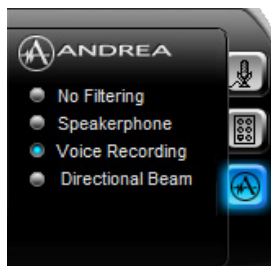 ANDREA
No Filtering
Speakerphone
Voice Recording
Directional Beam